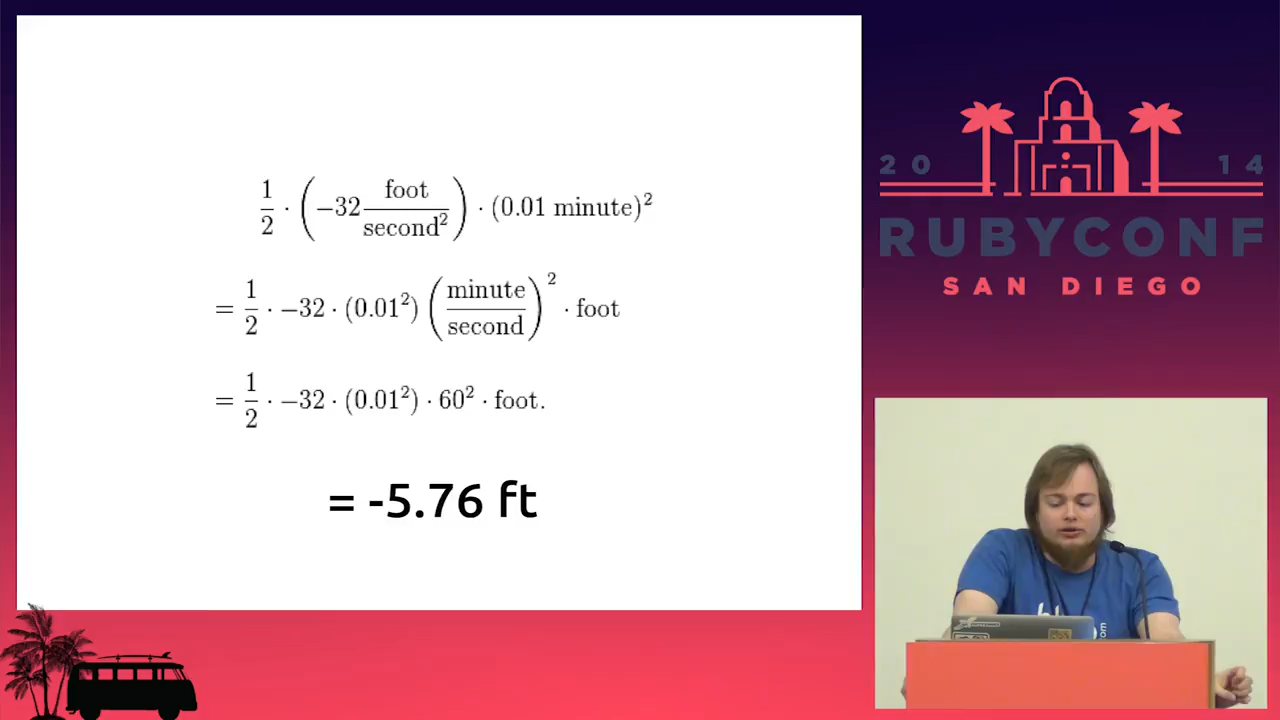 1/2 · (−32 foot/second²) · (0.01 minute)²
= 1/2 · −32 · (0.01²) (minute/second)² · foot
= 1/2 · −32 · (0.01²) · 60² · foot.
= -5.76 ft
20 14
RUBYCONF
SAN DIEGO